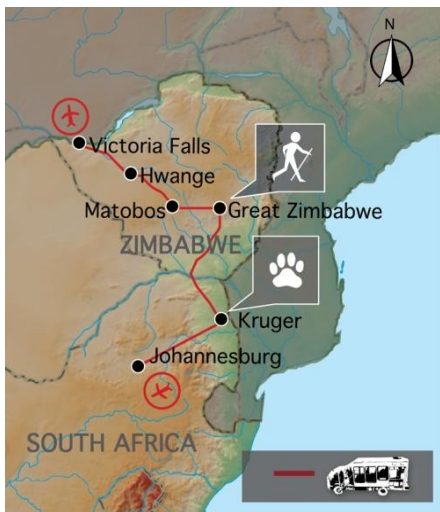 N
Victoria Falls
Hwange
Matobos
Great Zimbabwe
ZIMBABWE
Kruger
Johannesburg
SOUTH AFRICA